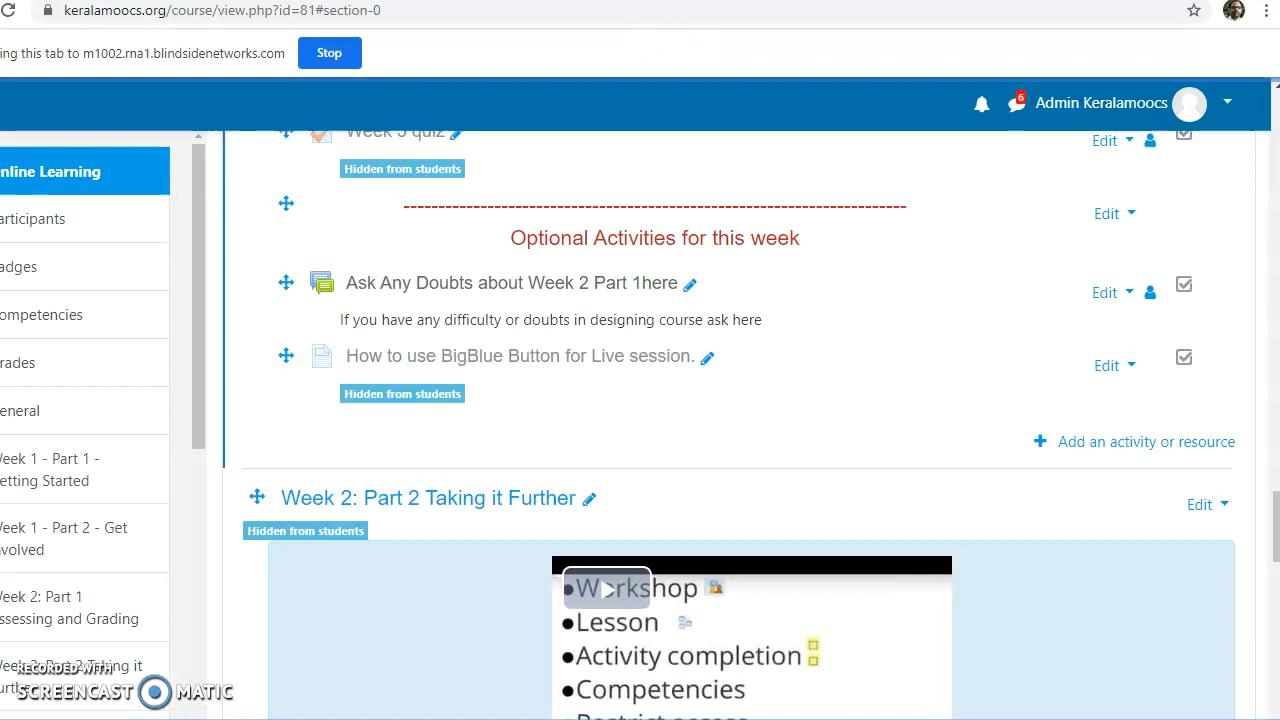 keralamoocs.org/course/view.php?id=81#section-0
ing this tab to m1002.rna1.blindsidenetworks.com
Stop
6
Admin Keralamoocs
Week 3 quiz
Edit
Hidden from students
------------------------------------------------------------------------
Edit
Optional Activities for this week
Ask Any Doubts about Week 2 Part 1here
Edit
If you have any difficulty or doubts in designing course ask here
How to use BigBlue Button for Live session.
Edit
Hidden from students
Add an activity or resource
Week 2: Part 2 Taking it Further
Edit
Hidden from students
●Workshop
●Lesson
●Activity completion
●Competencies
nline Learning
articipants
adges
ompetencies
rades
eneral
eek 1 - Part 1 -
etting Started
eek 1 - Part 2 - Get
nvolved
eek 2: Part 1
ssessing and Grading
RECORDED WITH
SCREENCAST MATIC